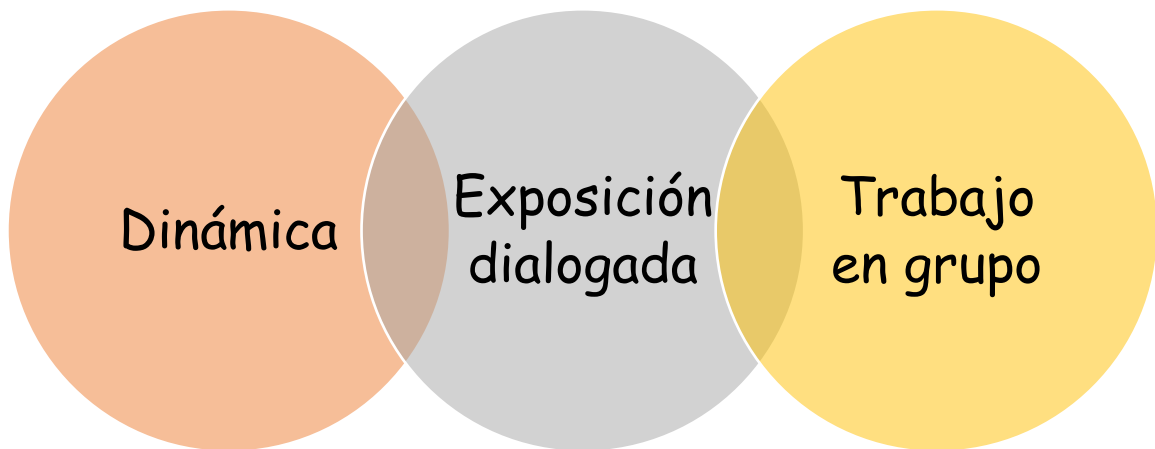 Dinámica
Exposición
dialogada
Trabajo
en grupo